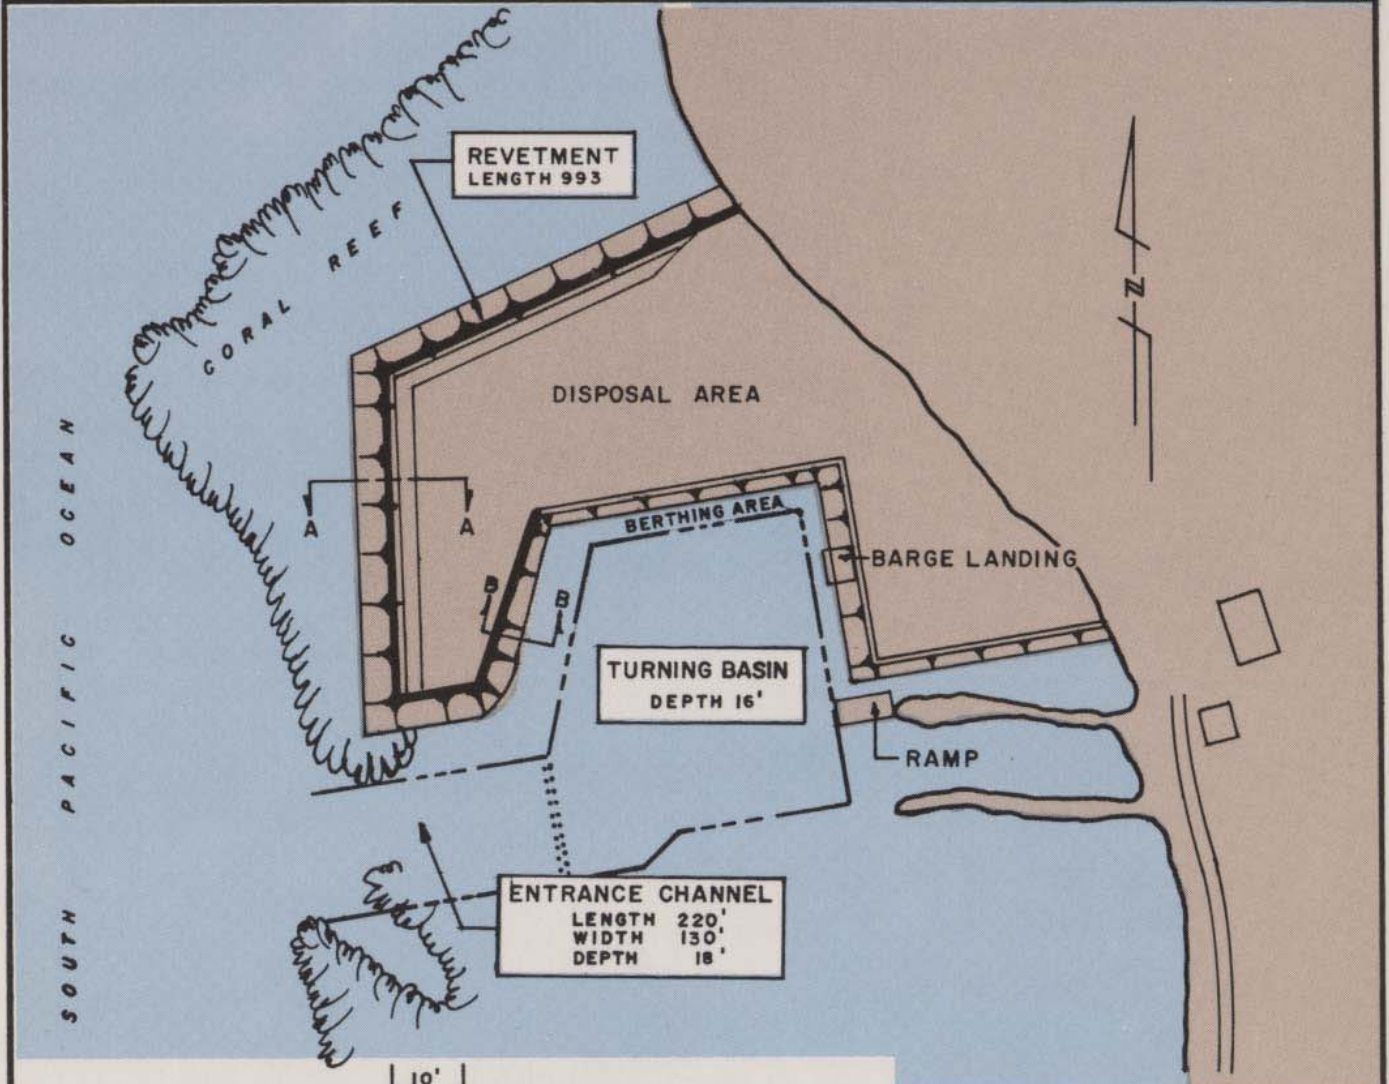 REVETMENT
LENGTH 993
CORAL REEF
N
DISPOSAL AREA
SOUTH PACIFIC OCEAN
A
A
BERTHING AREA
BARGE LANDING
B
B
TURNING BASIN
DEPTH 16'
RAMP
ENTRANCE CHANNEL
LENGTH 220'
WIDTH 130'
DEPTH 18'
10'